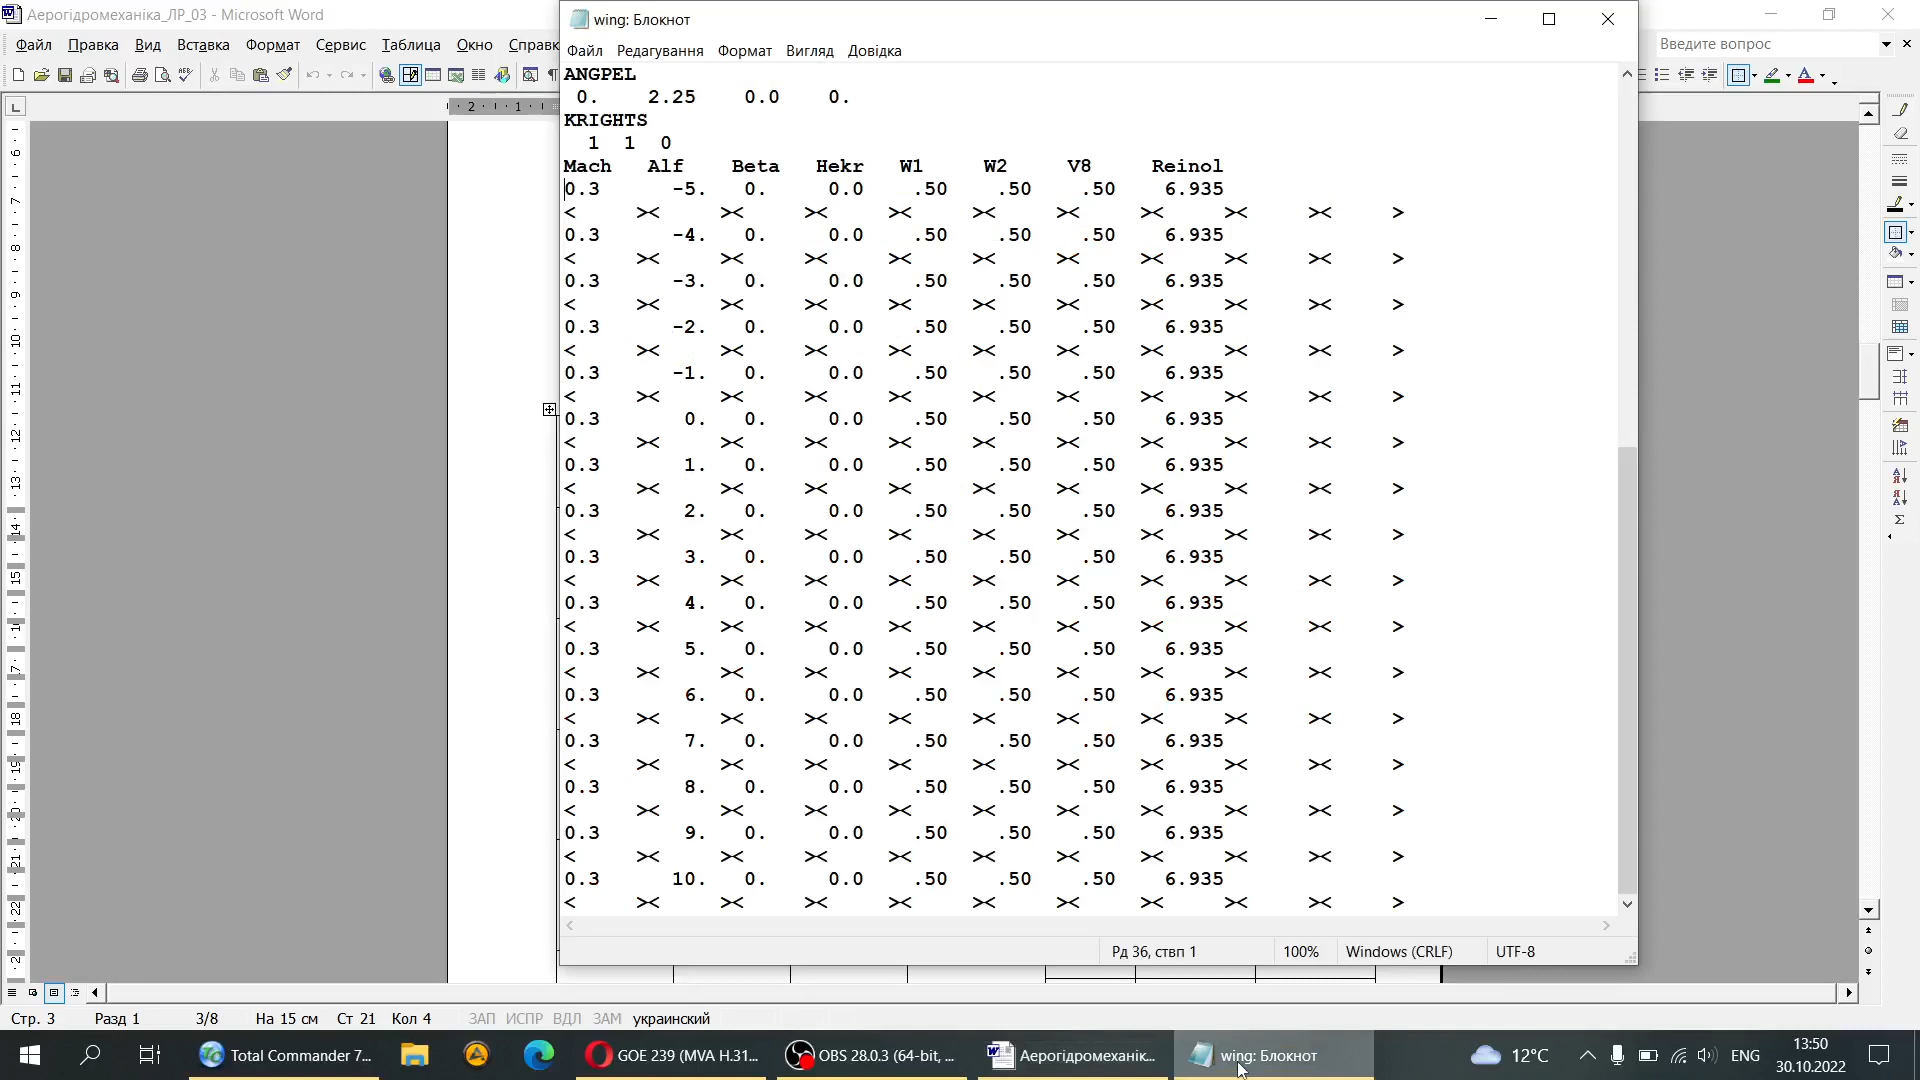 Аерогідромеханіка_ЛР_03 - Microsoft Word
Файл Правка Вид Вставка Формат Сервис Таблица Окно Справк
Введите вопрос
wing: Блокнот
Файл Редагування Формат Вигляд Довідка
ANGPEL
0. 2.25 0.0 0.
KRIGHTS
1 1 0
Mach Alf Beta Hekr W1 W2 V8 Reinol
0.3 -5. 0. 0.0 .50 .50 .50 6.935
< >< >< >< >< >< >< >< >< >< >
0.3 -4. 0. 0.0 .50 .50 .50 6.935
< >< >< >< >< >< >< >< >< >< >
0.3 -3. 0. 0.0 .50 .50 .50 6.935
< >< >< >< >< >< >< >< >< >< >
0.3 -2. 0. 0.0 .50 .50 .50 6.935
< >< >< >< >< >< >< >< >< >< >
0.3 -1. 0. 0.0 .50 .50 .50 6.935
< >< >< >< >< >< >< >< >< >< >
0.3 0. 0. 0.0 .50 .50 .50 6.935
< >< >< >< >< >< >< >< >< >< >
0.3 1. 0. 0.0 .50 .50 .50 6.935
< >< >< >< >< >< >< >< >< >< >
0.3 2. 0. 0.0 .50 .50 .50 6.935
< >< >< >< >< >< >< >< >< >< >
0.3 3. 0. 0.0 .50 .50 .50 6.935
< >< >< >< >< >< >< >< >< >< >
0.3 4. 0. 0.0 .50 .50 .50 6.935
< >< >< >< >< >< >< >< >< >< >
0.3 5. 0. 0.0 .50 .50 .50 6.935
< >< >< >< >< >< >< >< >< >< >
0.3 6. 0. 0.0 .50 .50 .50 6.935
< >< >< >< >< >< >< >< >< >< >
0.3 7. 0. 0.0 .50 .50 .50 6.935
< >< >< >< >< >< >< >< >< >< >
0.3 8. 0. 0.0 .50 .50 .50 6.935
< >< >< >< >< >< >< >< >< >< >
0.3 9. 0. 0.0 .50 .50 .50 6.935
< >< >< >< >< >< >< >< >< >< >
0.3 10. 0. 0.0 .50 .50 .50 6.935
< >< >< >< >< >< >< >< >< >< >
Рд 36, ствп 1 100% Windows (CRLF) UTF-8
Стр. 3 Разд 1 3/8 На 15 см Ст 21 Кол 4 ЗАП ИСПР ВДЛ ЗАМ украинский
Total Commander 7... GOE 239 (MVA H.31... OBS 28.0.3 (64-bit, ... Аерогідромеханік... wing: Блокнот 12°C ENG 13:50
30.10.2022